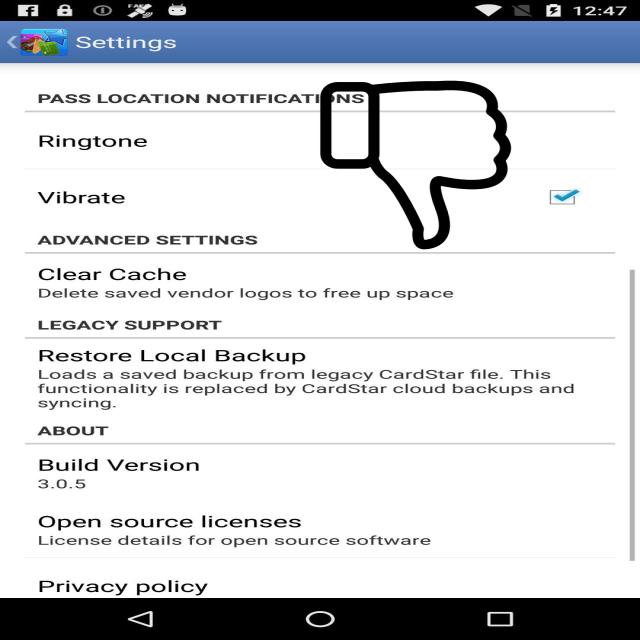 12:47
Settings
PASS LOCATION NOTIFICATIONS
Ringtone
Vibrate
ADVANCED SETTINGS
Clear Cache
Delete saved vendor logos to free up space
LEGACY SUPPORT
Restore Local Backup
Loads a saved backup from legacy CardStar file. This
functionality is replaced by CardStar cloud backups and
syncing.
ABOUT
Build Version
3.0.5
Open source licenses
License details for open source software
Privacy policy